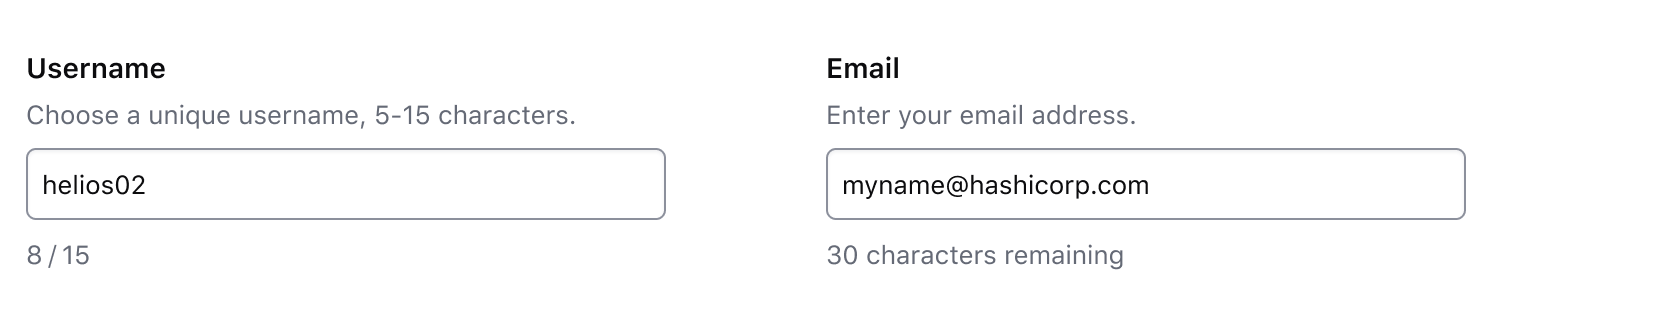 Username
Choose a unique username, 5-15 characters.
helios02
8 / 15
Email
Enter your email address.
myname@hashicorp.com
30 characters remaining